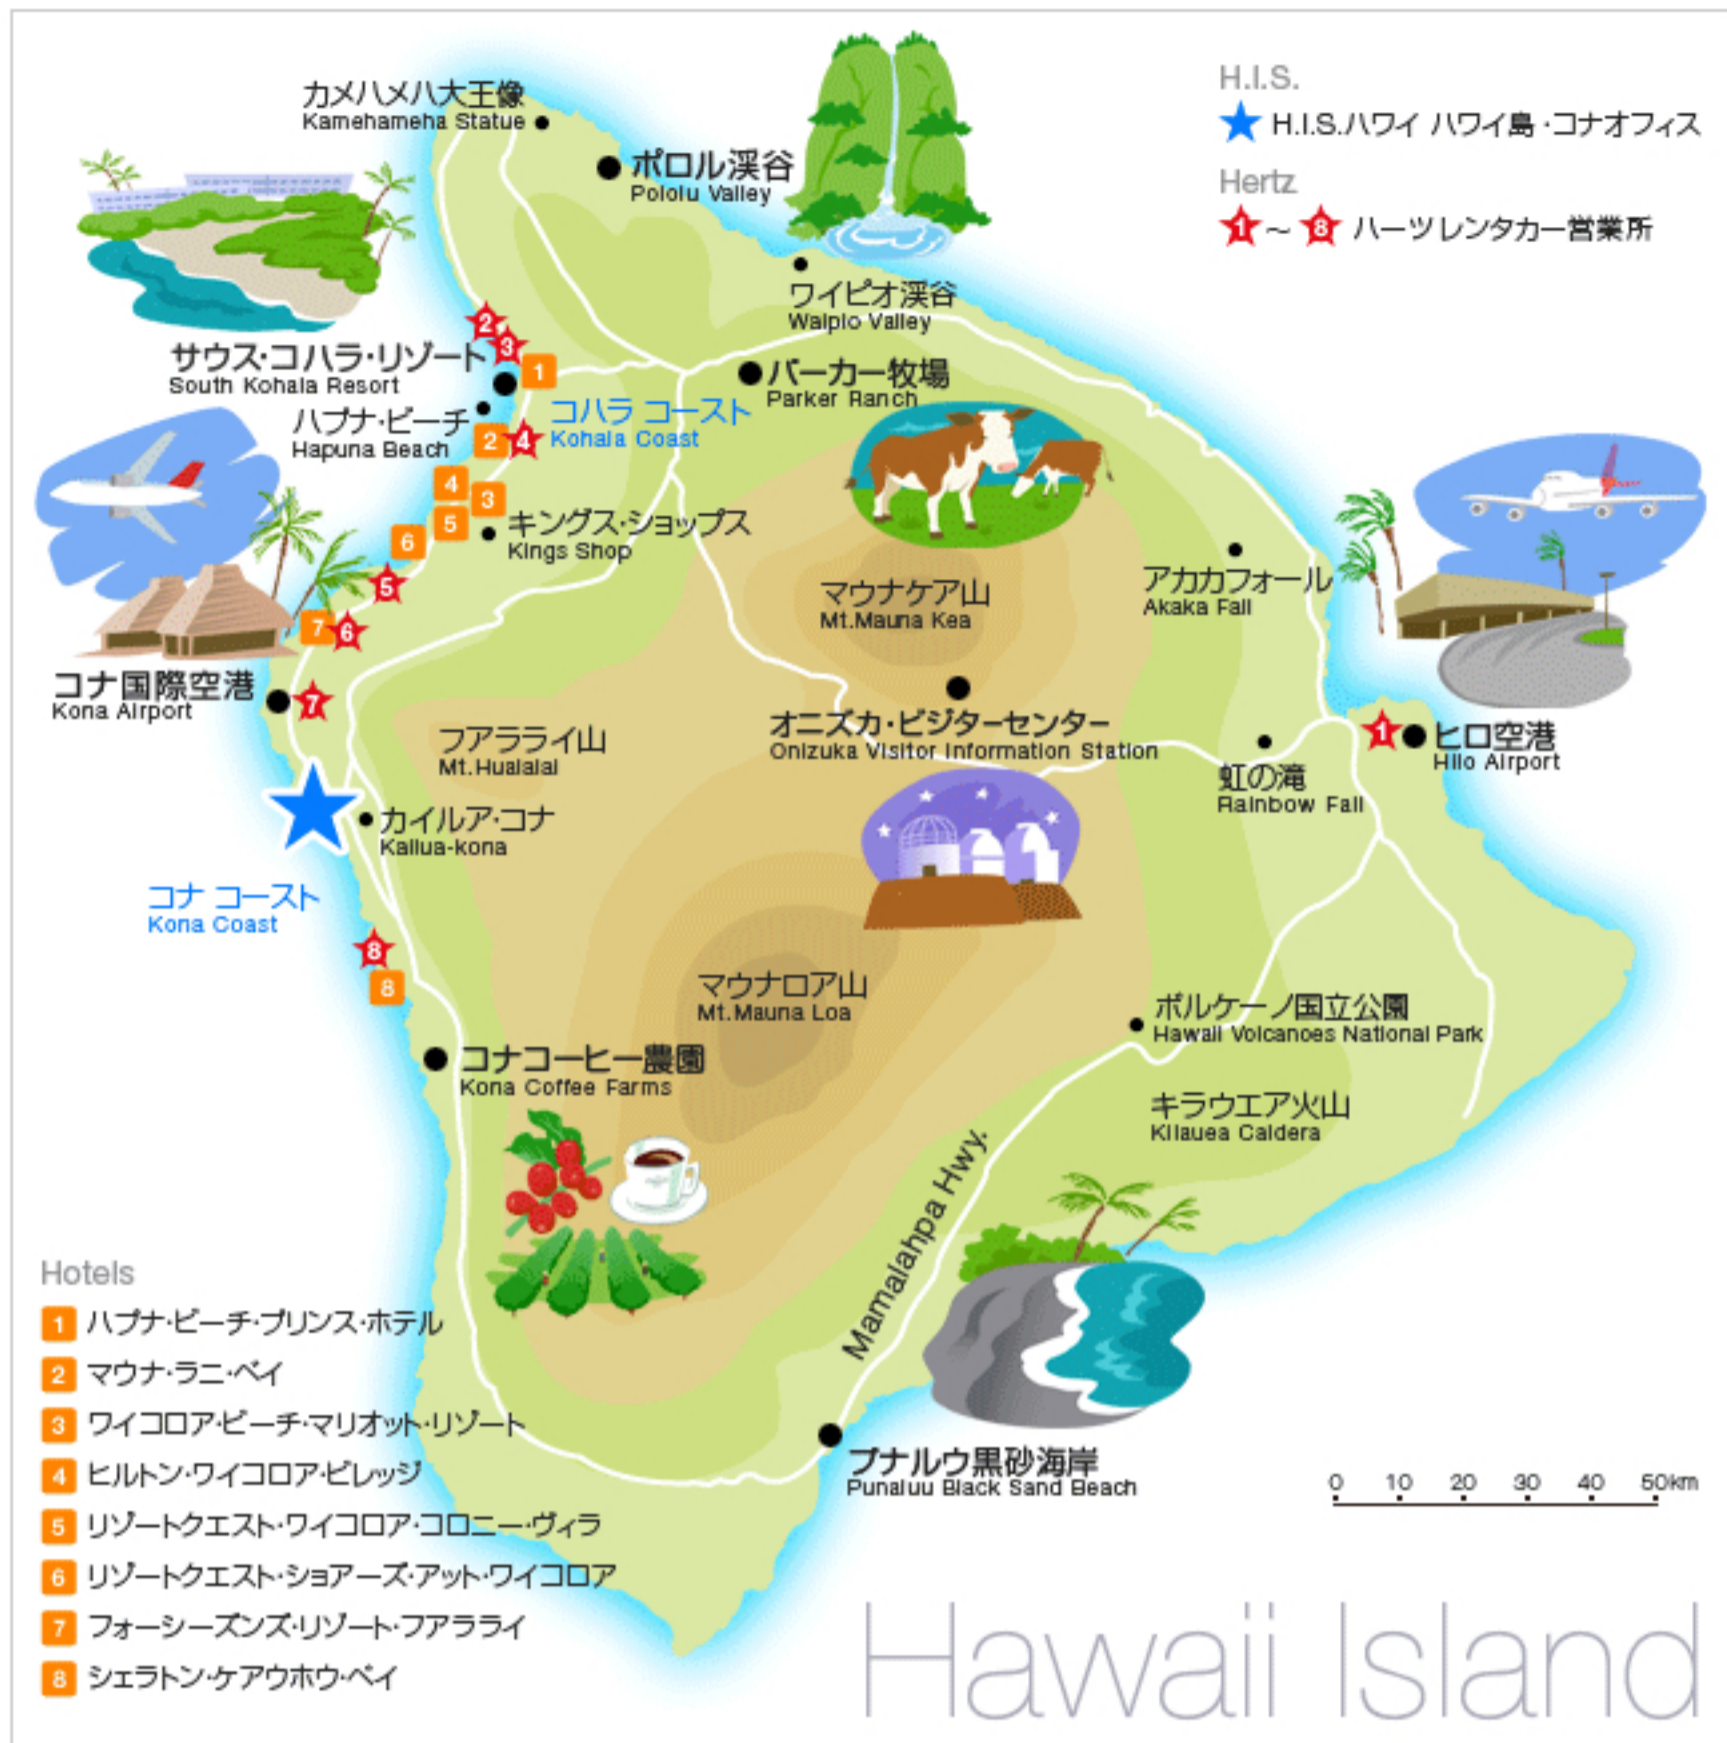 カメハメハ大王像
Kamehameha Statue
ポロル渓谷
Pololu Valley
H.I.S.
H.I.S.ハワイ ハワイ島・コナオフィス
Hertz
1～8 ハーツレンタカー営業所
ワイピオ渓谷
Waipio Valley
2
3
サウス・コハラ・リゾート
South Kohala Resort
1
パーカー牧場
Parker Ranch
ハプナ・ビーチ
Hapuna Beach
コハラ コースト
Kohala Coast
2
4
4
3
5
キングス・ショップス
Kings Shop
6
5
アカカフォール
Akaka Fall
マウナケア山
Mt.Mauna Kea
7
6
コナ国際空港
Kona Airport
7
フアラライ山
Mt.Hualalai
オニズカ・ビジターセンター
Onizuka Visitor Information Station
1
ヒロ空港
Hilo Airport
虹の滝
Rainbow Fall
カイルア・コナ
Kailua-kona
コナ コースト
Kona Coast
8
8
マウナロア山
Mt.Mauna Loa
ボルケーノ国立公園
Hawaii Volcanoes National Park
コナコーヒー農園
Kona Coffee Farms
キラウエア火山
Kilauea Caldera
Mamalahpa Hwy.
プナルウ黒砂海岸
Punaluu Black Sand Beach
Hotels
1 ハプナ・ビーチ・プリンス・ホテル
2 マウナ・ラニ・ベイ
3 ワイコロア・ビーチ・マリオット・リゾート
4 ヒルトン・ワイコロア・ビレッジ
5 リゾートクエスト・ワイコロア・コロニー・ヴィラ
6 リゾートクエスト・ショアーズ・アット・ワイコロア
7 フォーシーズンズ・リゾート・フアラライ
8 シェラトン・ケアウホウ・ベイ
0 10 20 30 40 50km
Hawaii Island